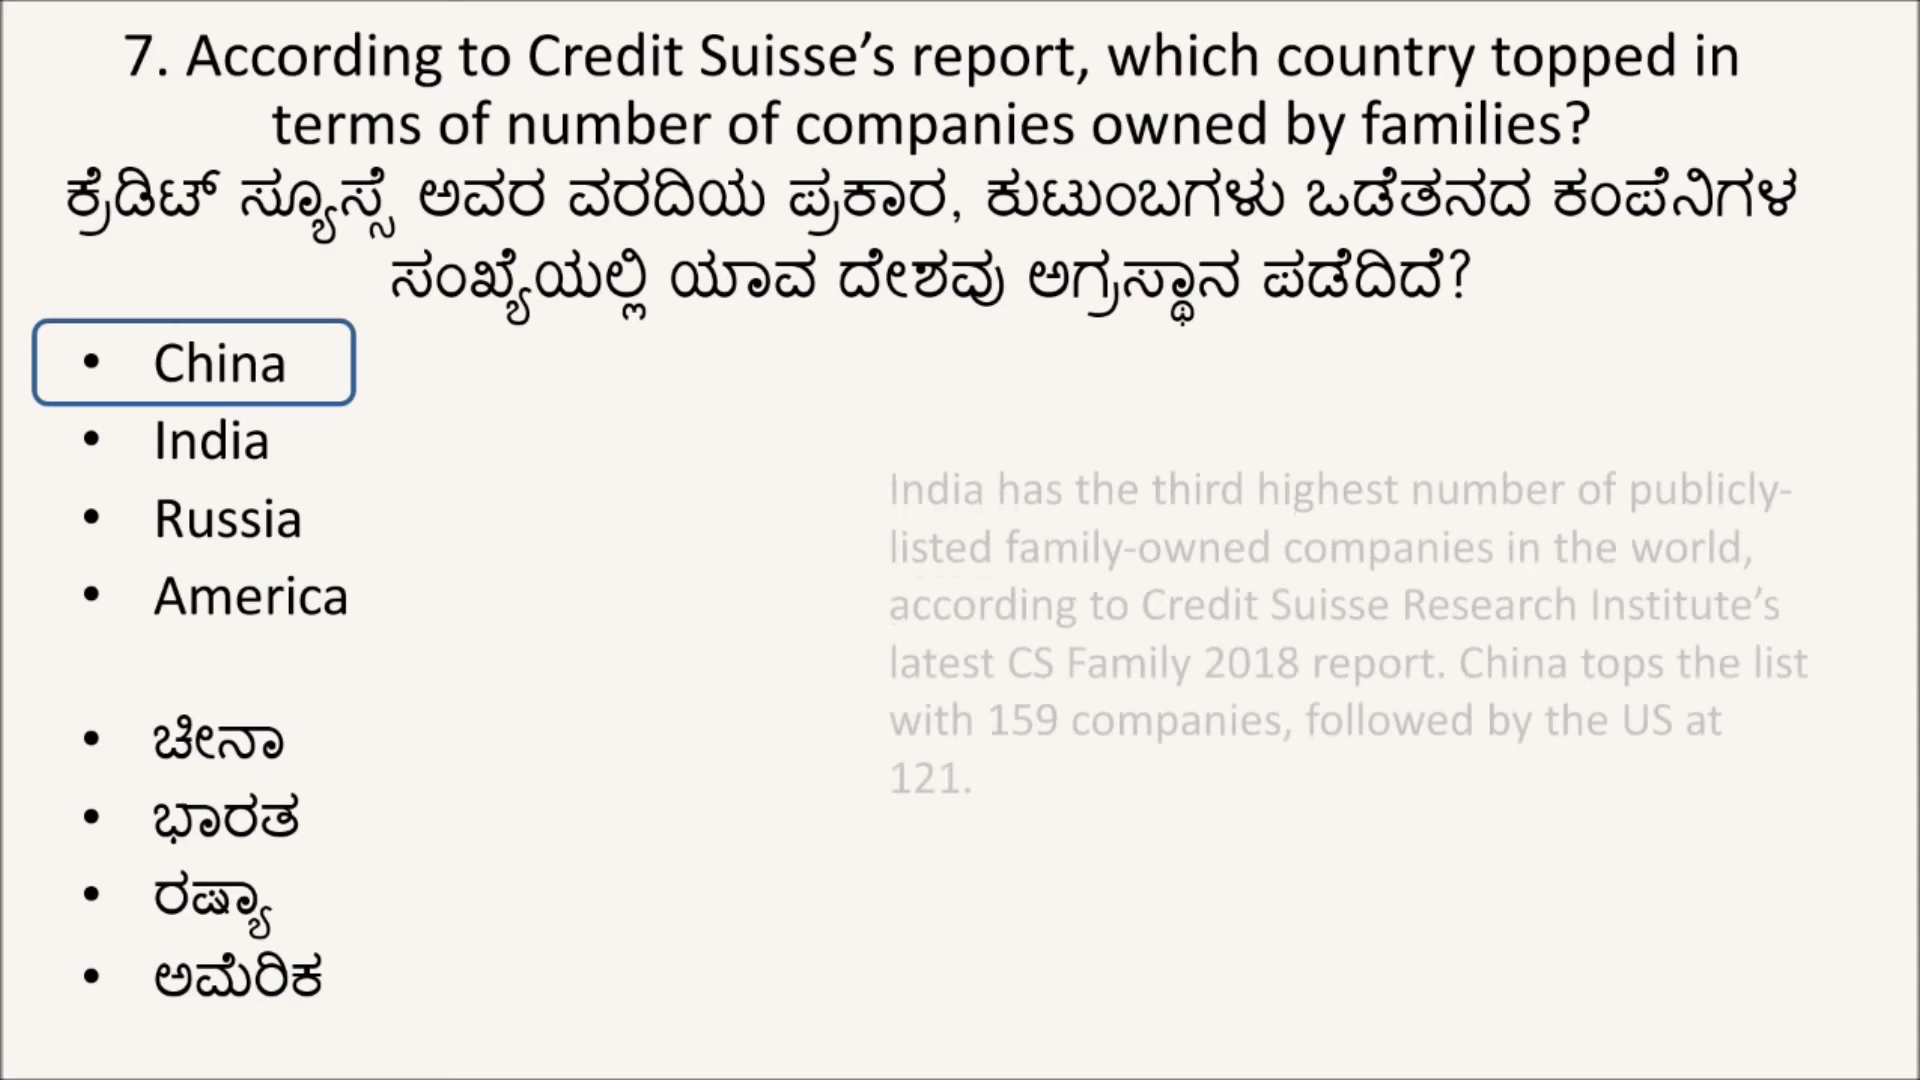 7. According to Credit Suisse’s report, which country topped in
terms of number of companies owned by families?
ಕ್ರೆಡಿಟ್ ಸ್ಯೂಸ್ಸೆ ಅವರ ವರದಿಯ ಪ್ರಕಾರ, ಕುಟುಂಬಗಳು ಒಡೆತನದ ಕಂಪೆನಿಗಳ
ಸಂಖ್ಯೆಯಲ್ಲಿ ಯಾವ ದೇಶವು ಅಗ್ರಸ್ಥಾನ ಪಡೆದಿದೆ?
• China
• India
• Russia
• America
• ಚೀನಾ
• ಭಾರತ
• ರಷ್ಯಾ
• ಅಮೆರಿಕ
India has the third highest number of publicly-
listed family-owned companies in the world,
according to Credit Suisse Research Institute’s
latest CS Family 2018 report. China tops the list
with 159 companies, followed by the US at
121.